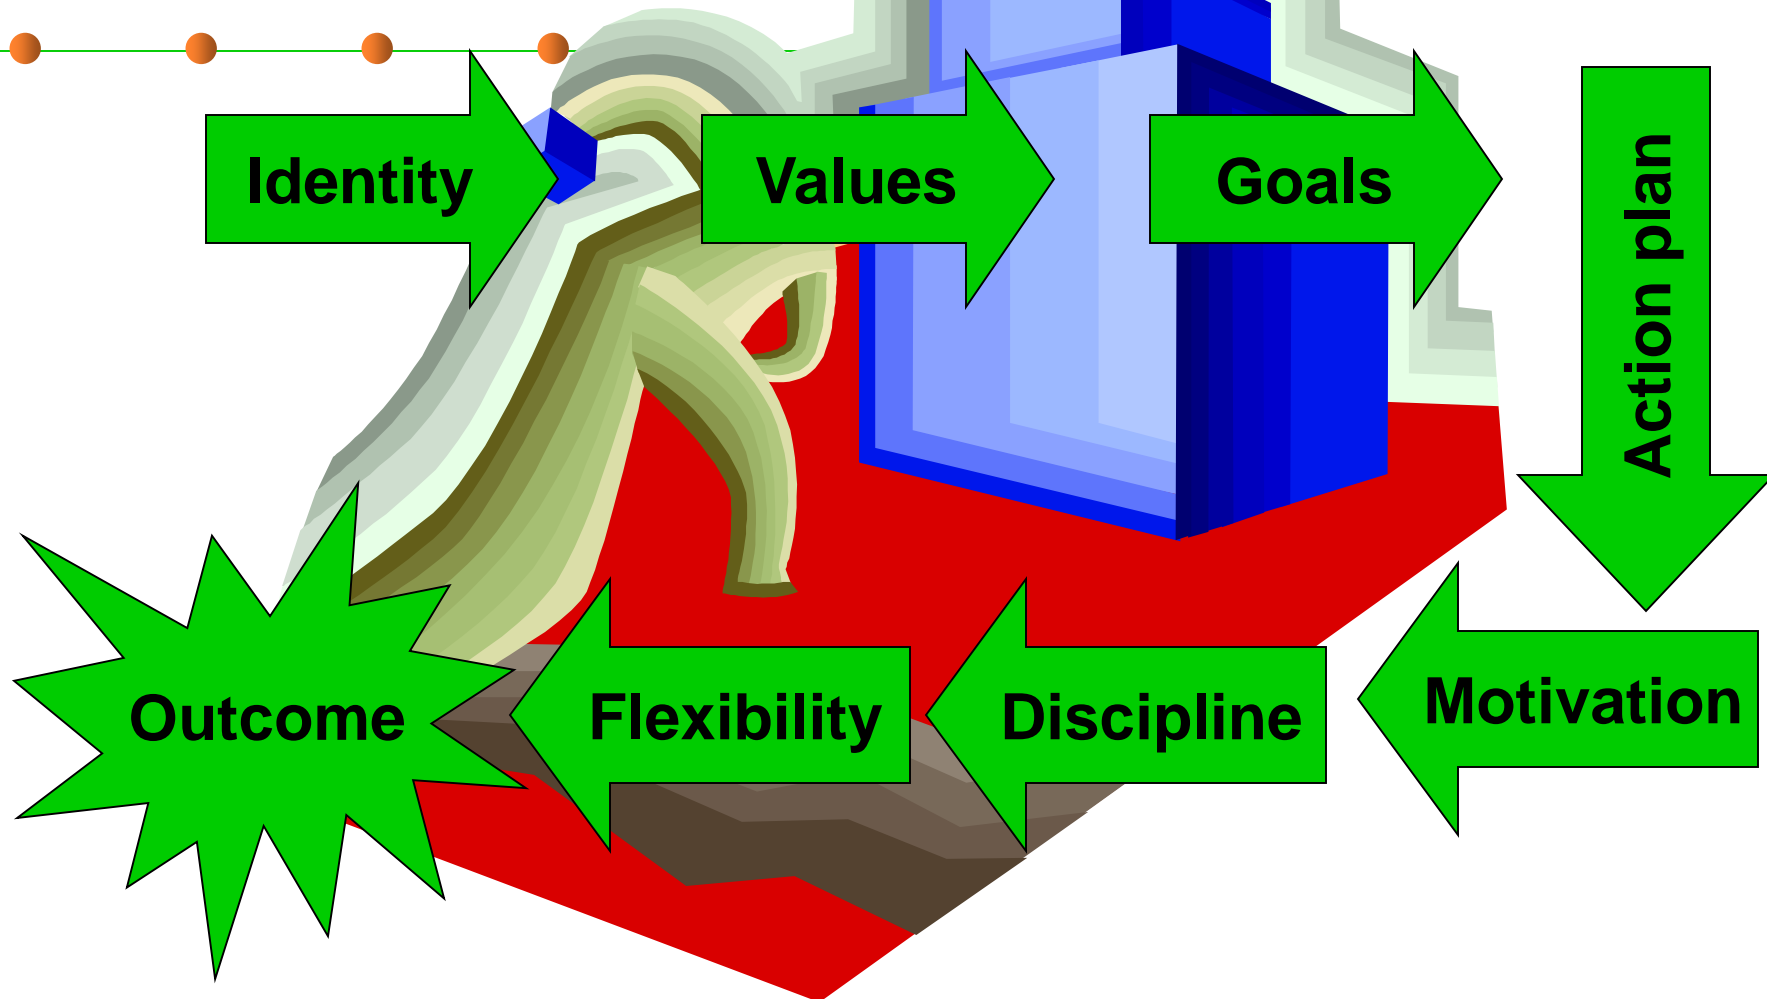 Identity
Values
Goals
Action plan
Motivation
Discipline
Flexibility
Outcome